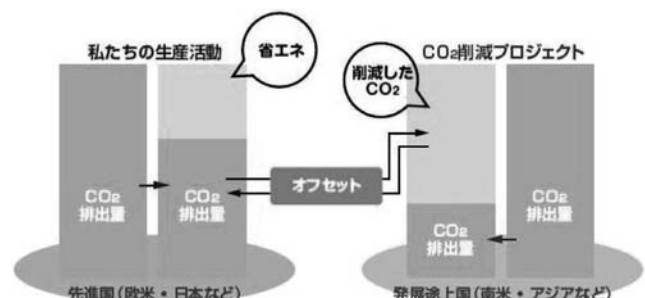 私たちの生産活動
省エネ
CO₂削減プロジェクト
削減した
CO₂
CO₂
排出量
CO₂
排出量
オフセット
CO₂
排出量
CO₂
排出量
先進国(欧米・日本など)
発展途上国(南米・アジアなど)